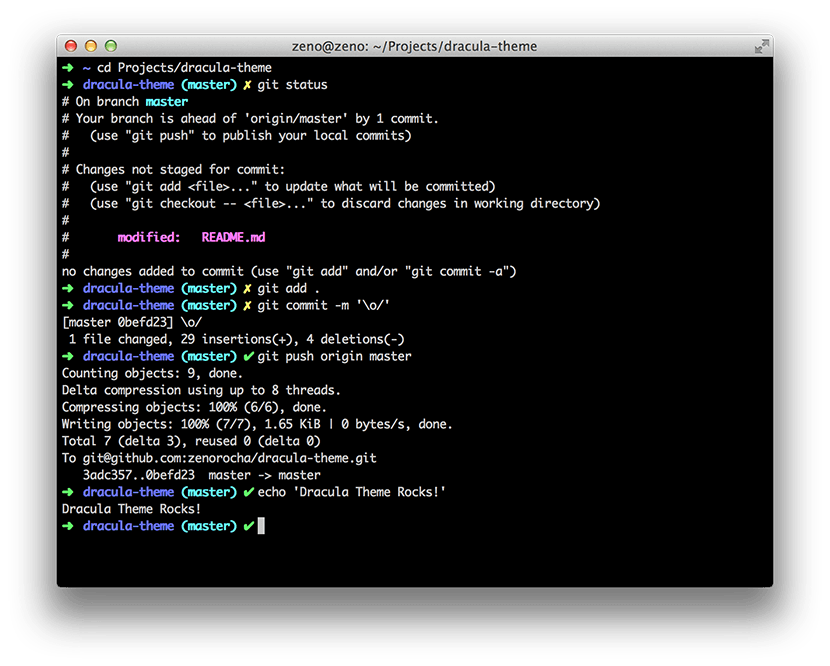 zeno@zeno: ~/Projects/dracula-theme
➜ ~ cd Projects/dracula-theme
➜ dracula-theme (master) ✗ git status
# On branch master
# Your branch is ahead of 'origin/master' by 1 commit.
#   (use "git push" to publish your local commits)
#
# Changes not staged for commit:
#   (use "git add <file>..." to update what will be committed)
#   (use "git checkout -- <file>..." to discard changes in working directory)
#
#       modified:   README.md
#
no changes added to commit (use "git add" and/or "git commit -a")
➜ dracula-theme (master) ✗ git add .
➜ dracula-theme (master) ✗ git commit -m '\o/'
[master 0befd23] \o/
 1 file changed, 29 insertions(+), 4 deletions(-)
➜ dracula-theme (master) ✔ git push origin master
Counting objects: 9, done.
Delta compression using up to 8 threads.
Compressing objects: 100% (6/6), done.
Writing objects: 100% (7/7), 1.65 KiB | 0 bytes/s, done.
Total 7 (delta 3), reused 0 (delta 0)
To git@github.com:zenorocha/dracula-theme.git
   3adc357..0befd23  master -> master
➜ dracula-theme (master) ✔ echo 'Dracula Theme Rocks!'
Dracula Theme Rocks!
➜ dracula-theme (master) ✔